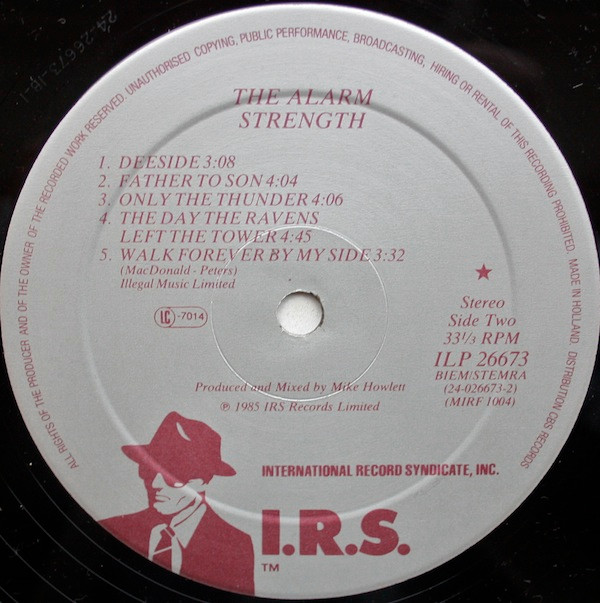 ALL RIGHTS OF THE PRODUCER AND OF THE OWNER OF THE RECORDED WORK RESERVED. UNAUTHORISED COPYING, PUBLIC PERFORMANCE, BROADCASTING, HIRING OR RENTAL OF THIS RECORDING PROHIBITED. MADE IN HOLLAND. DISTRIBUTION CBS RECORDS
THE ALARM
STRENGTH
1. DEESIDE 3:08
2. FATHER TO SON 4:04
3. ONLY THE THUNDER 4:06
4. THE DAY THE RAVENS
LEFT THE TOWER 4:45
5. WALK FOREVER BY MY SIDE 3:32
(MacDonald - Peters)
Illegal Music Limited
LC -7014
Stereo
Side Two
33⅓ RPM
ILP 26673
BIEM/STEMRA
(24-026673-2)
(MIRF 1004)
Produced and Mixed by Mike Howlett
℗ 1985 IRS Records Limited
INTERNATIONAL RECORD SYNDICATE, INC.
I.R.S.
TM